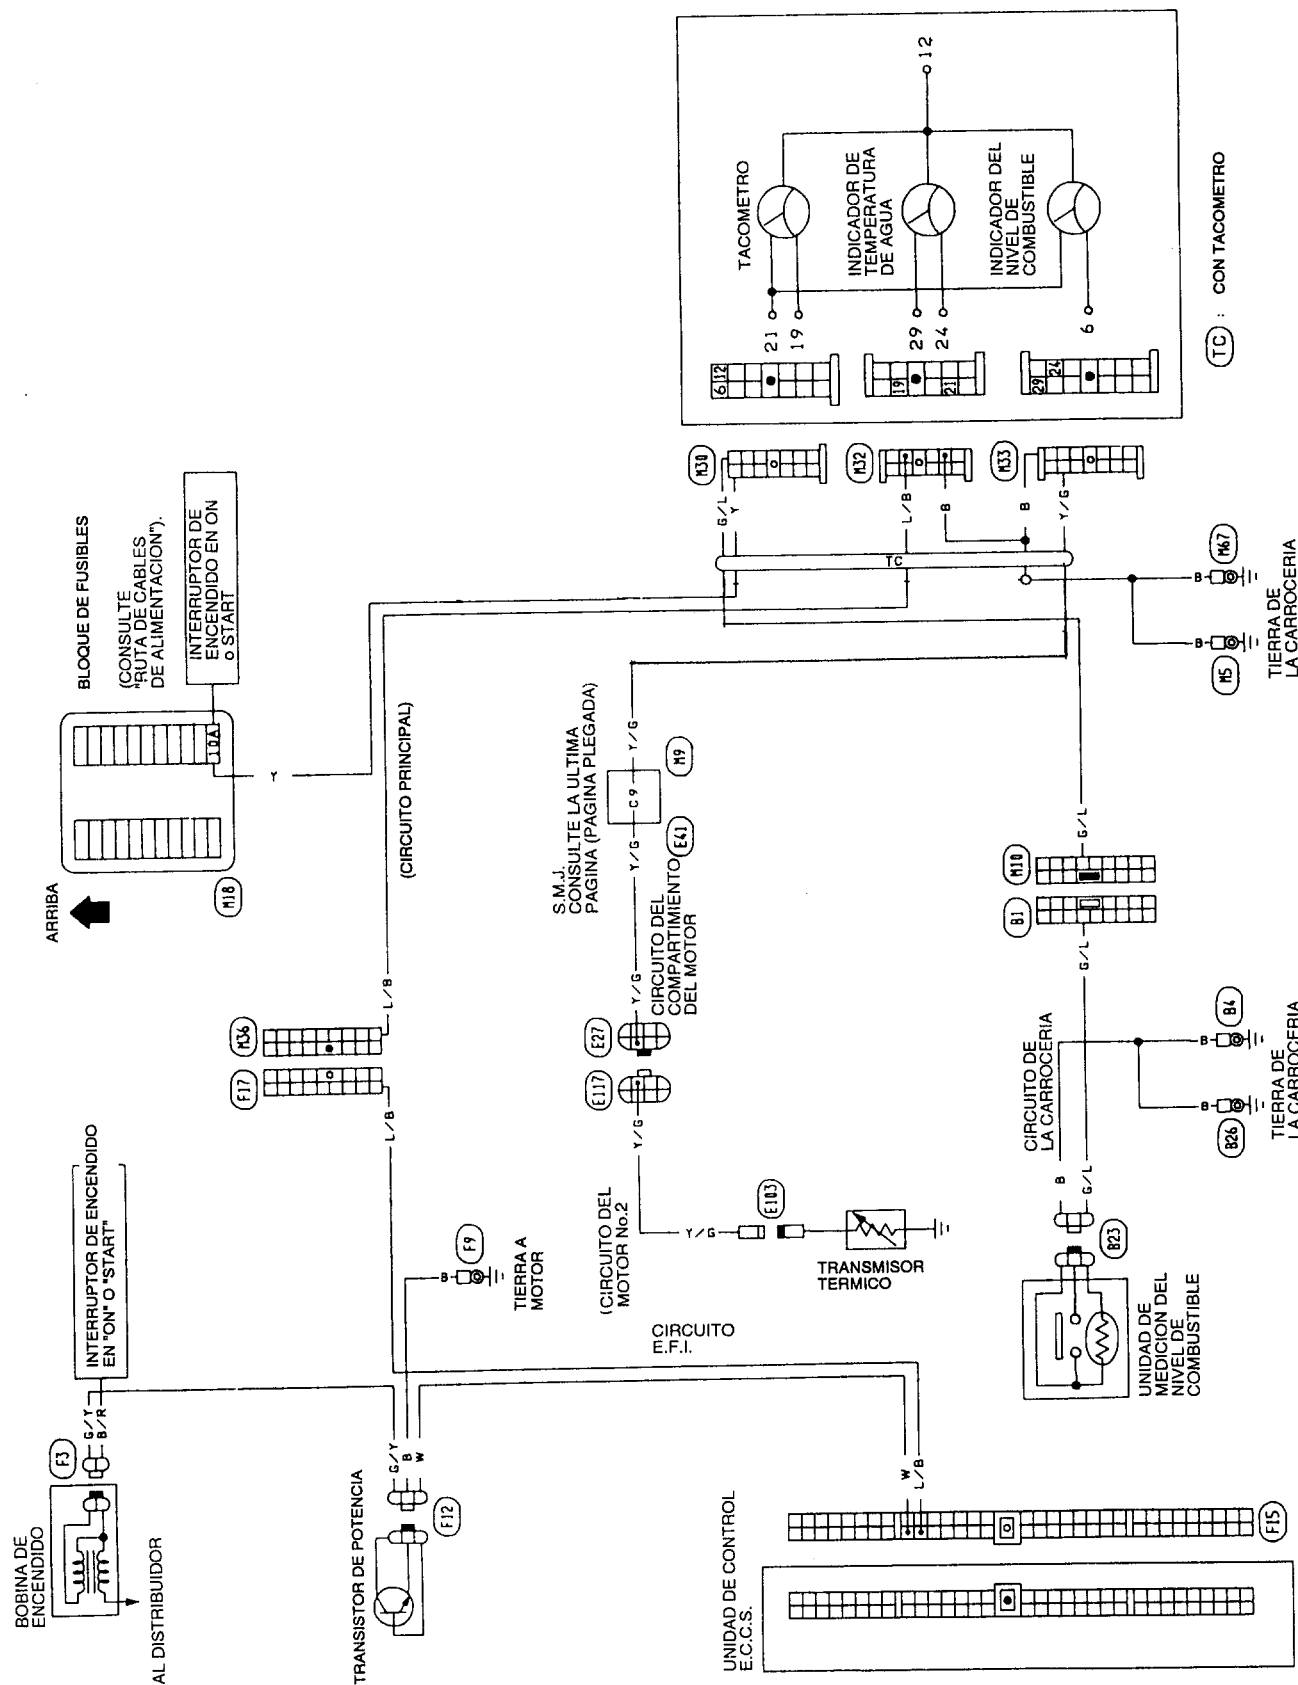 BOBINA DE
ENCENDIDO
AL DISTRIBUIDOR
F3
G/Y
B/R
INTERRUPTOR DE ENCENDIDO
EN "ON" O "START"
ARRIBA
M18
BLOQUE DE FUSIBLES
(CONSULTE
"RUTA DE CABLES
DE ALIMENTACION").
10A
Y
INTERRUPTOR DE
ENCENDIDO EN ON
o START
TRANSISTOR DE POTENCIA
F12
G/Y
B
W
B
F9
TIERRA A
MOTOR
F17
M36
L/B
L/B
(CIRCUITO PRINCIPAL)
S.M.J.
CONSULTE LA ULTIMA
PAGINA (PAGINA PLEGADA)
(CIRCUITO DEL
MOTOR No.2
Y/G
E117
E27
Y/G
Y/G
C9
Y/G
E41
M9
CIRCUITO DEL
COMPARTIMIENTO
DEL MOTOR
CIRCUITO
E.F.I.
Y/G
E103
TRANSMISOR
TERMICO
UNIDAD DE CONTROL
E.C.C.S.
W
L/B
F15
UNIDAD DE
MEDICION DEL
NIVEL DE
COMBUSTIBLE
B23
B
G/L
CIRCUITO DE
LA CARROCERIA
G/L
B1
M10
G/L
B
B26
B
B4
TIERRA DE
LA CARROCERIA
B
M5
B
M67
TIERRA DE
LA CARROCERIA
TC
G/L
Y
L/B
B
B
Y/G
M30
M32
M33
6 12
19
21
29
24
21
19
29
24
6
12
TACOMETRO
INDICADOR DE
TEMPERATURA
DE AGUA
INDICADOR DEL
NIVEL DE
COMBUSTIBLE
TC : CON TACOMETRO